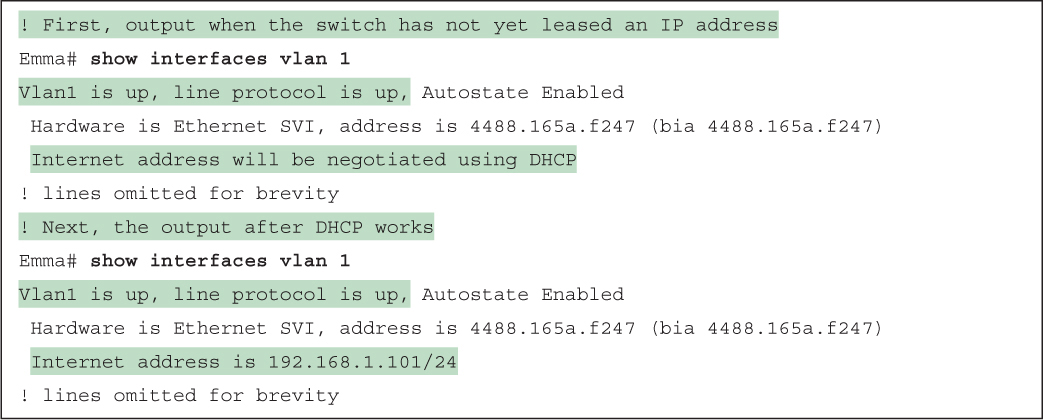 ! First, output when the switch has not yet leased an IP address
Emma# show interfaces vlan 1
Vlan1 is up, line protocol is up, Autostate Enabled
Hardware is Ethernet SVI, address is 4488.165a.f247 (bia 4488.165a.f247)
Internet address will be negotiated using DHCP
! lines omitted for brevity
! Next, the output after DHCP works
Emma# show interfaces vlan 1
Vlan1 is up, line protocol is up, Autostate Enabled
Hardware is Ethernet SVI, address is 4488.165a.f247 (bia 4488.165a.f247)
Internet address is 192.168.1.101/24
! lines omitted for brevity